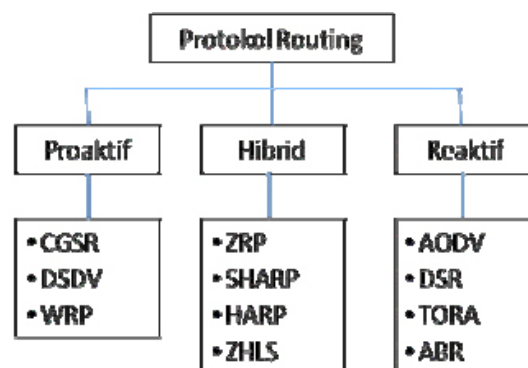 Protokol Routing
Proaktif
Hibrid
Reaktif
• CGSR
• DSDV
• WRP
• ZRP
• SHARP
• HARP
• ZHLS
• AODV
• DSR
• TORA
• ABR